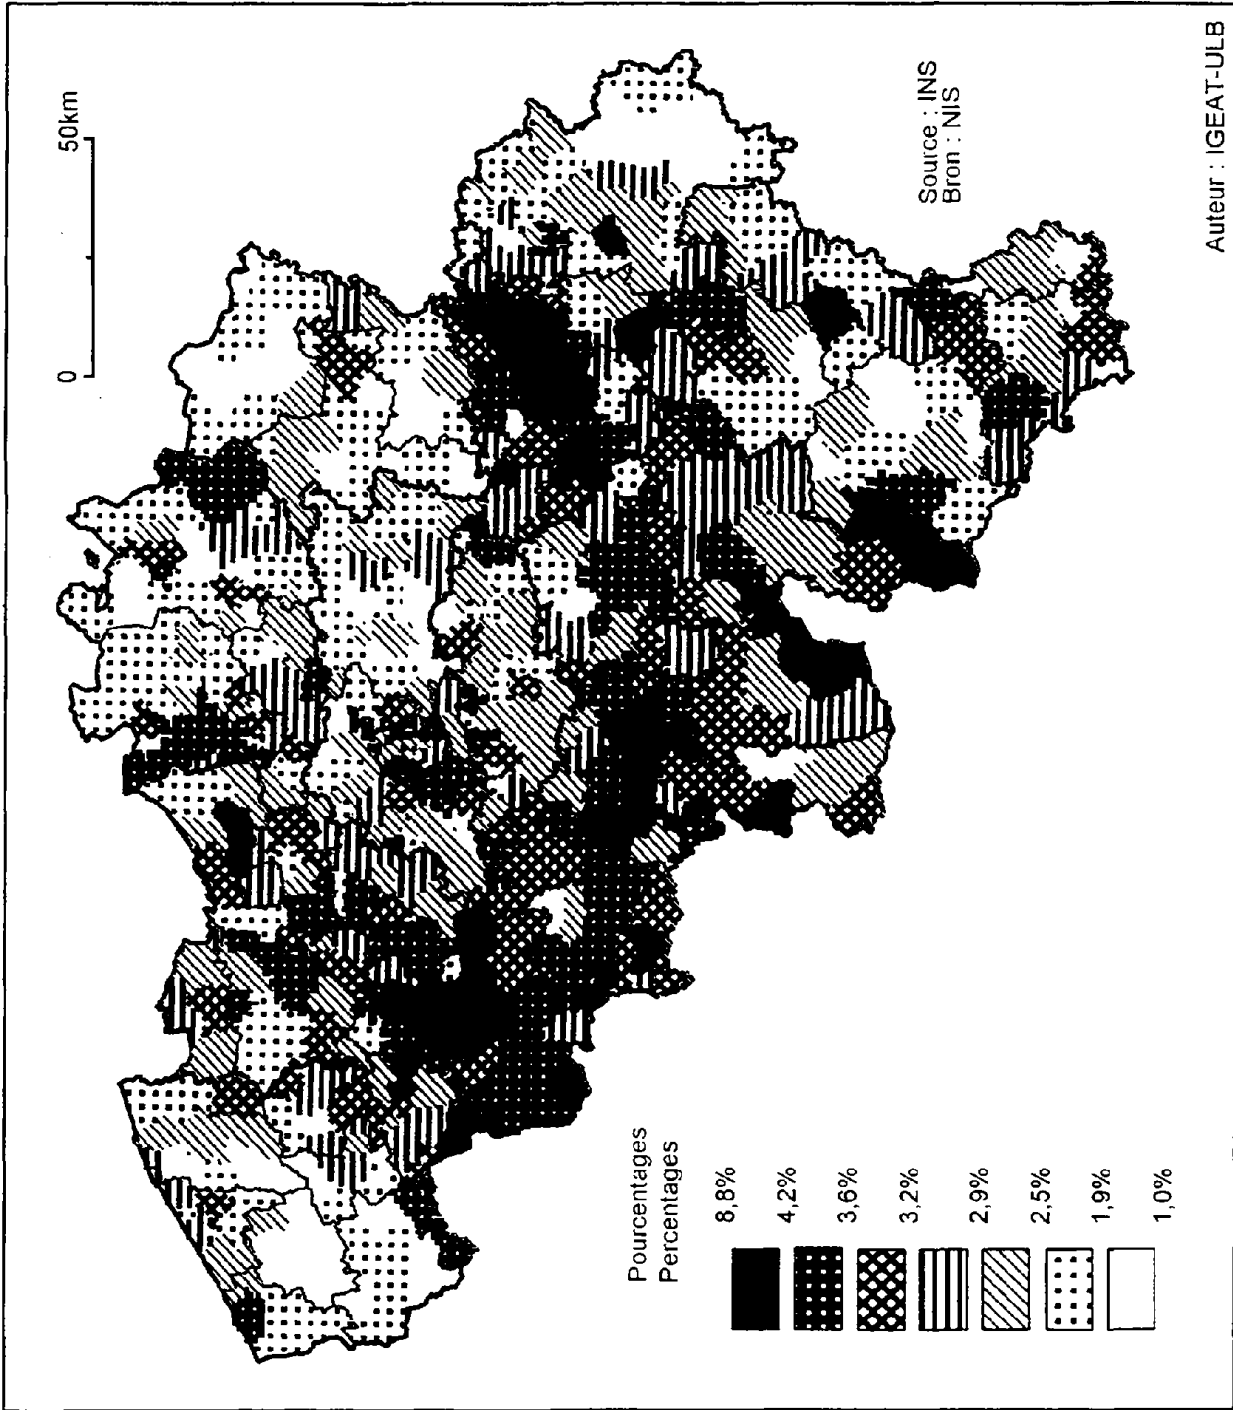 0 50km
Source : INS
Bron : NIS
Auteur : IGEAT-ULB
Pourcentages
Percentages
8,8%
4,2%
3,6%
3,2%
2,9%
2,5%
1,9%
1,0%